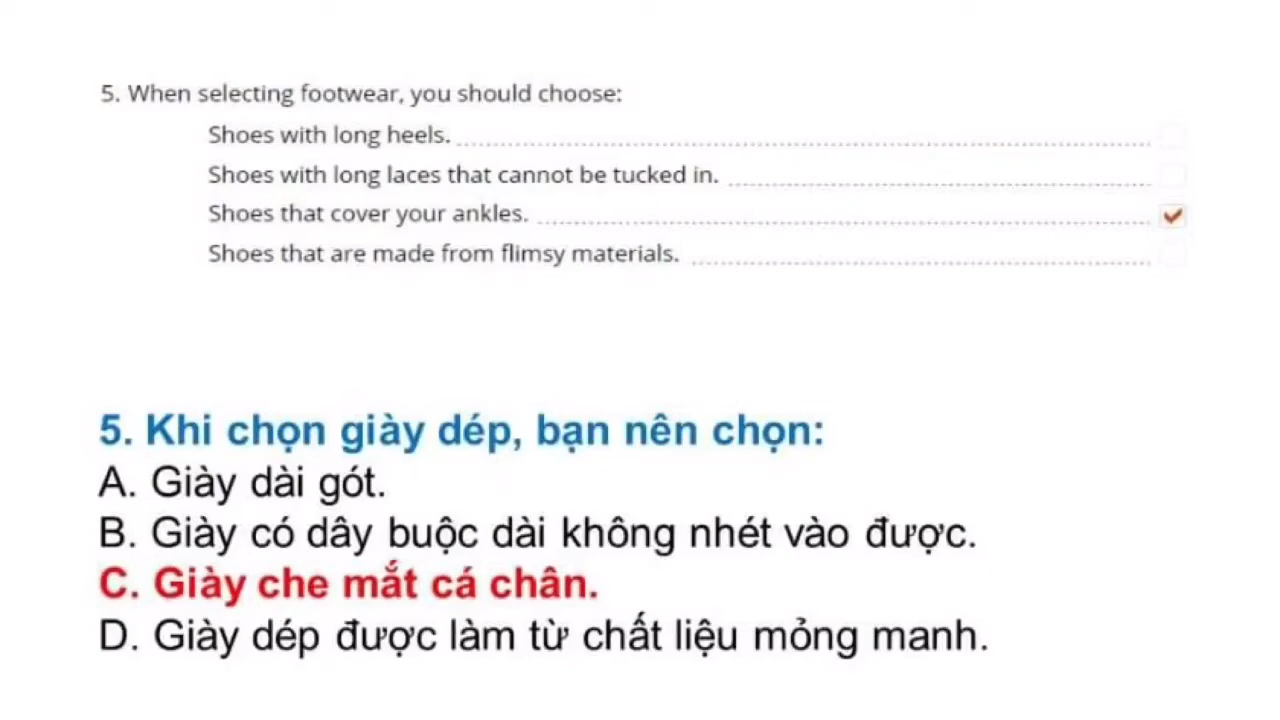 5. When selecting footwear, you should choose:
Shoes with long heels.
Shoes with long laces that cannot be tucked in.
Shoes that cover your ankles.
Shoes that are made from flimsy materials.
5. Khi chọn giày dép, bạn nên chọn:
A. Giày dài gót.
B. Giày có dây buộc dài không nhét vào được.
C. Giày che mắt cá chân.
D. Giày dép được làm từ chất liệu mỏng manh.